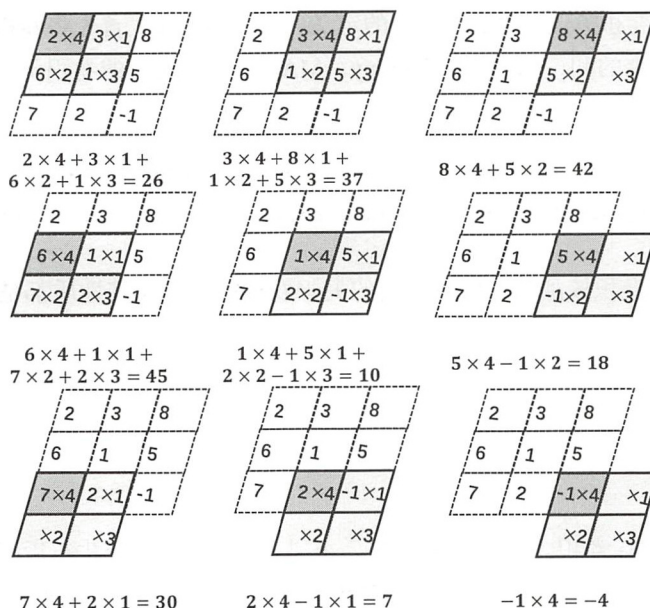 2×4 3×1 8
6×2 1×3 5
7 2 -1
2 × 4 + 3 × 1 +
6 × 2 + 1 × 3 = 26
2 3×4 8×1
6 1×2 5×3
7 2 -1
3 × 4 + 8 × 1 +
1 × 2 + 5 × 3 = 37
2 3 8×4 ×1
6 1 5×2 ×3
7 2 -1
8 × 4 + 5 × 2 = 42
2 3 8
6×4 1×1 5
7×2 2×3 -1
6 × 4 + 1 × 1 +
7 × 2 + 2 × 3 = 45
2 3 8
6 1×4 5×1
7 2×2 -1×3
1 × 4 + 5 × 1 +
2 × 2 − 1 × 3 = 10
2 3 8
6 1 5×4 ×1
7 2 -1×2 ×3
5 × 4 − 1 × 2 = 18
2 3 8
6 1 5
7×4 2×1 -1
×2 ×3
7 × 4 + 2 × 1 = 30
2 3 8
6 1 5
7 2×4 -1×1
×2 ×3
2 × 4 − 1 × 1 = 7
2 3 8
6 1 5
7 2 -1×4 ×1
×2 ×3
−1 × 4 = −4